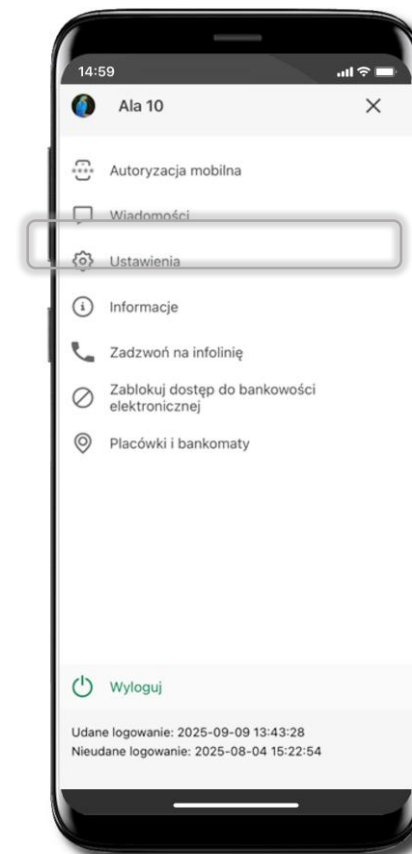 14:59
Ala 10
Autoryzacja mobilna
Wiadomości
Ustawienia
Informacje
Zadzwoń na infolinię
Zablokuj dostęp do bankowości
elektronicznej
Placówki i bankomaty
Wyloguj
Udane logowanie: 2025-09-09 13:43:28
Nieudane logowanie: 2025-08-04 15:22:54